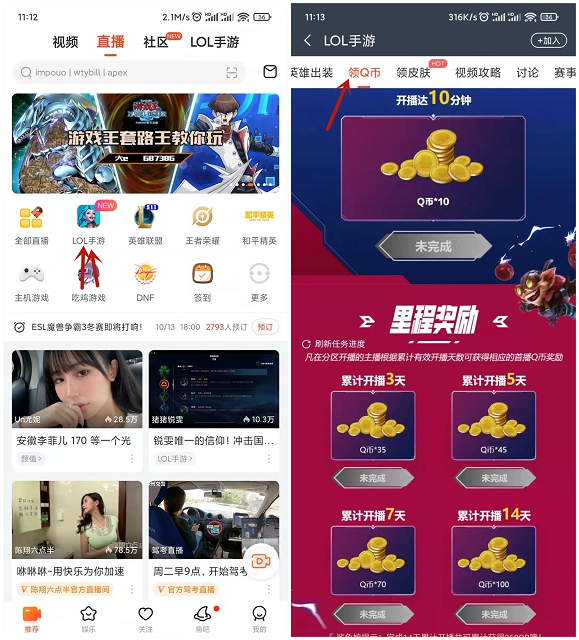 11:12
2.1M/s
36
视频
直播
社区
NEW
LOL手游
impouo | wtybill | apex
游戏王套路王教你玩
大e 687386
NEW
S11
和平精英
全部直播
LOL手游
英雄联盟
王者荣耀
和平精英
主机游戏
吃鸡游戏
DNF
签到
更多
ESL魔兽争霸3冬赛即将打响!
10/13 18:00
2793人预订
预订
Un尤妮
28.5万
猪猪锐雯
10.3万
安徽李菲儿 170 等一个光
锐雯唯一的信仰!冲击国...
颜值>
LOL手游>
陈翔六点半
78.5万
驾考直播
咻咻咻~用快乐为你加速
周二早9点,开始驾考...
陈翔六点半官方直播间
官方驾考直播
推荐
娱乐
关注
鱼吧
我的
11:13
316K/s
36
LOL手游
+加入
英雄出装
领Q币
领皮肤
HOT
视频攻略
讨论
赛事
开播达10分钟
Q币*10
未完成
里程奖励
刷新任务进度
凡在分区开播的主播根据累计有效开播天数可获得相应的首播Q币奖励
累计开播3天
累计开播5天
Q币*35
Q币*45
未完成
未完成
累计开播7天
累计开播14天
Q币*70
Q币*100
未完成
未完成